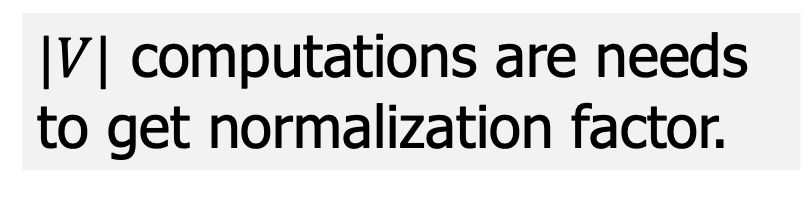 |V| computations are needs
to get normalization factor.